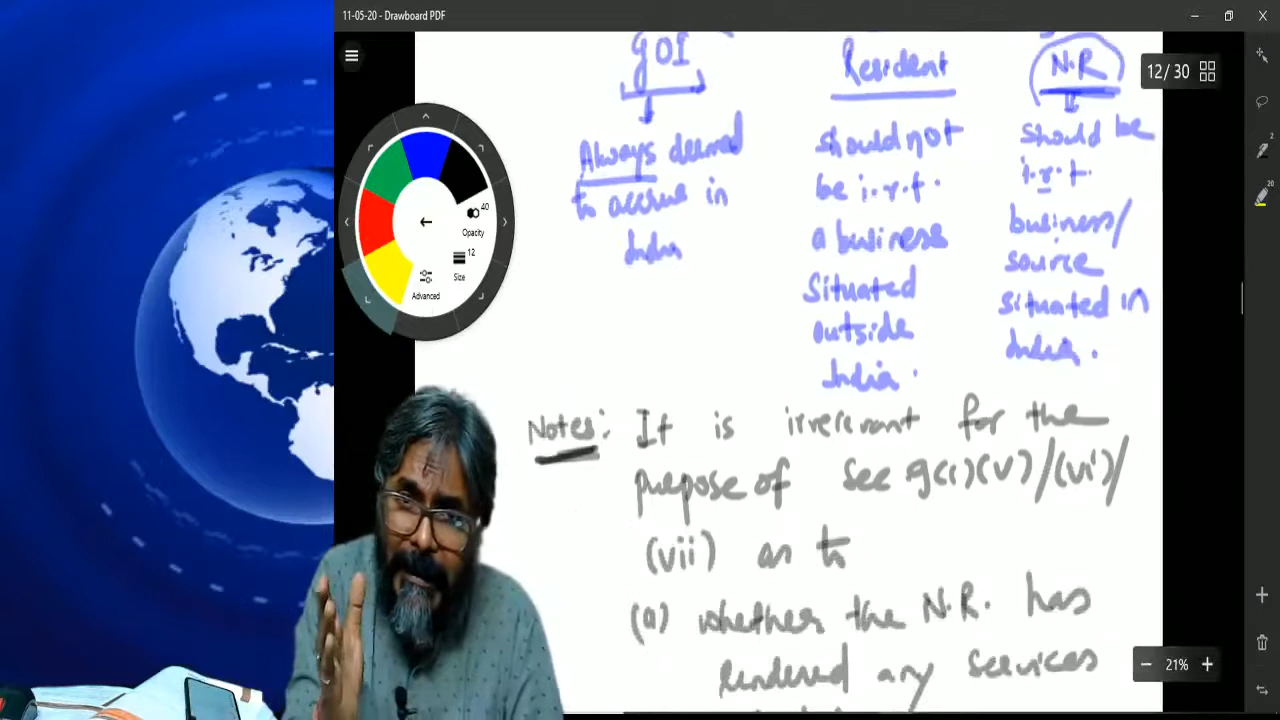 11-05-20 - Drawboard PDF
12/30
GOI
Resident
N.R
Always deemed
to accrue in
India
should not
be i.r.t.
a business
situated
outside
India.
should be
i.r.t.
business/
source
situated in
India.
40
Opacity
12
Size
Advanced
Notes: It is irrerevant for the
purpose of Sec 9(i)(v)/(vi)/
(vii) as to
(a) whether the N.R. has
rendered any services
21%